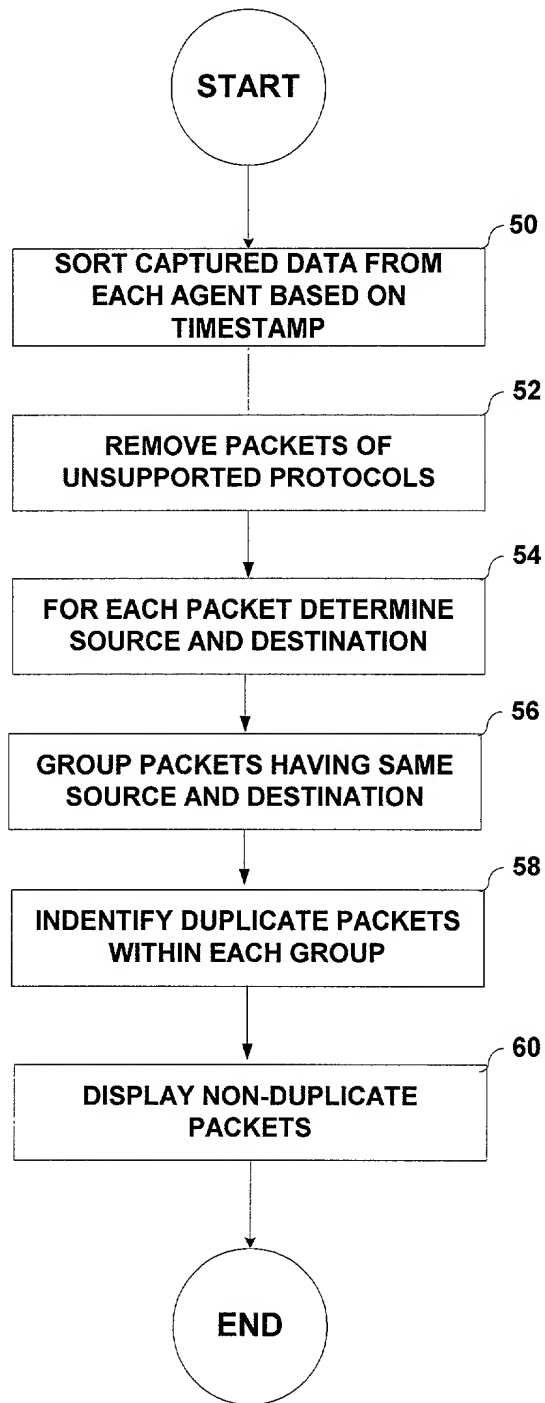 START
50
SORT CAPTURED DATA FROM
EACH AGENT BASED ON
TIMESTAMP
52
REMOVE PACKETS OF
UNSUPPORTED PROTOCOLS
54
FOR EACH PACKET DETERMINE
SOURCE AND DESTINATION
56
GROUP PACKETS HAVING SAME
SOURCE AND DESTINATION
58
INDENTIFY DUPLICATE PACKETS
WITHIN EACH GROUP
60
DISPLAY NON-DUPLICATE
PACKETS
END